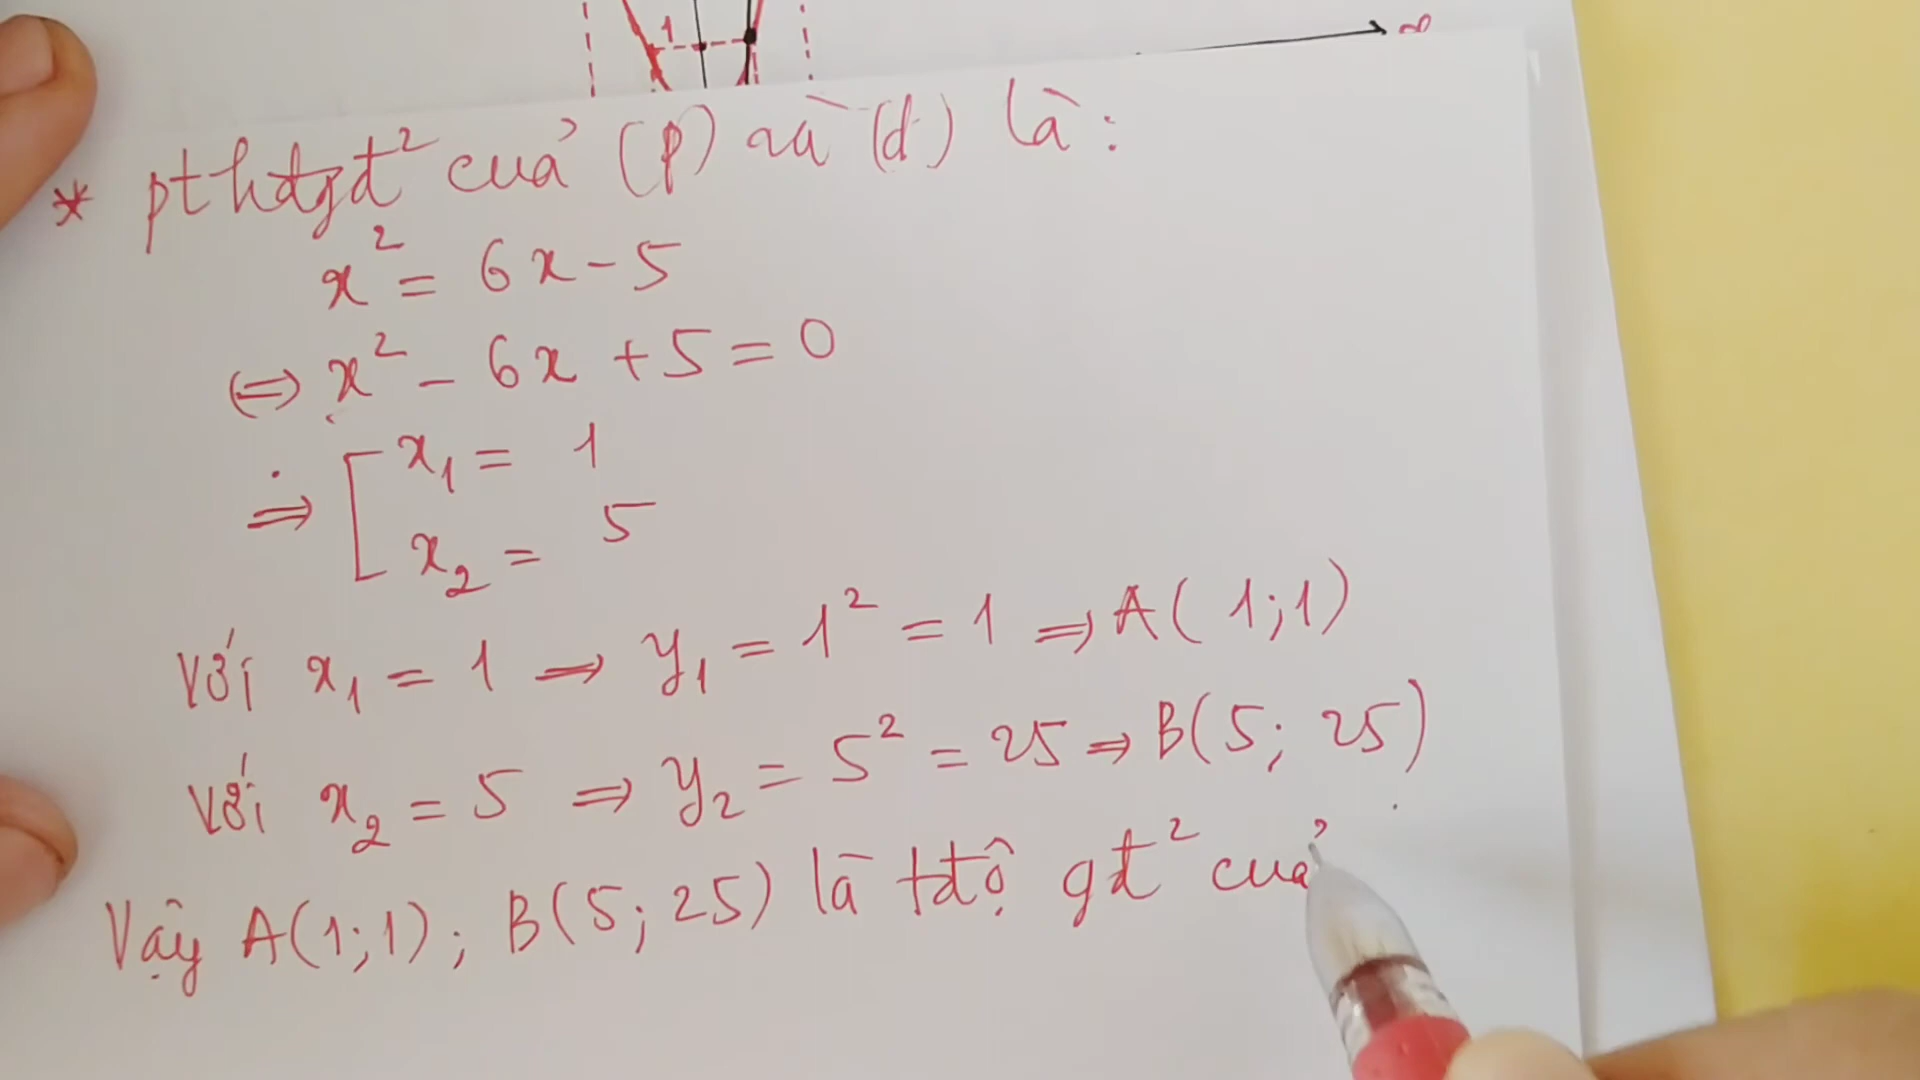 1
∞
* pthđgđ² của (p) và (d) là:
x² = 6x - 5
⇔ x² - 6x + 5 = 0
⇒ [ x₁ = 1
x₂ = 5
Với x₁ = 1 ⇒ y₁ = 1² = 1 ⇒ A(1;1)
Với x₂ = 5 ⇒ y₂ = 5² = 25 ⇒ B(5; 25)
Vậy A(1;1); B(5; 25) là tđộ gđ² của